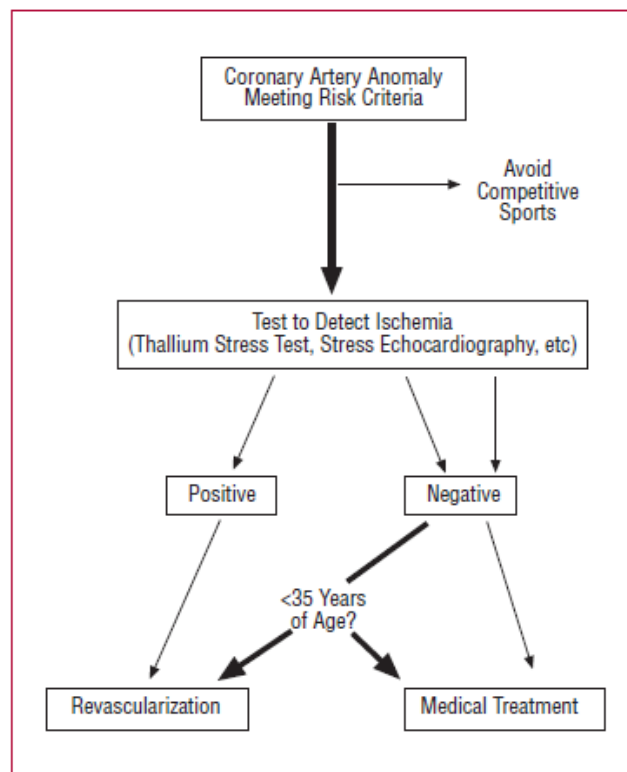 Coronary Artery Anomaly
Meeting Risk Criteria
Avoid
Competitive
Sports
Test to Detect Ischemia
(Thallium Stress Test, Stress Echocardiography, etc)
Positive
Negative
<35 Years
of Age?
Revascularization
Medical Treatment